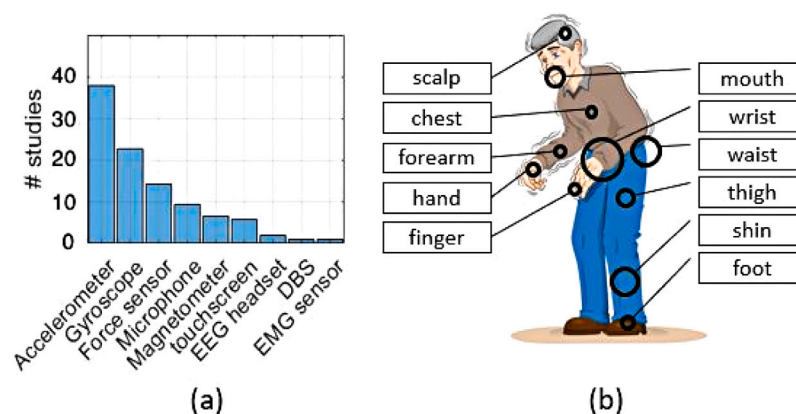 # studies
40
30
20
10
0
Accelerometer
Gyroscope
Force sensor
Microphone
Magnetometer
touchscreen
EEG headset
DBS
EMG sensor
(a)
scalp
chest
forearm
hand
finger
mouth
wrist
waist
thigh
shin
foot
(b)